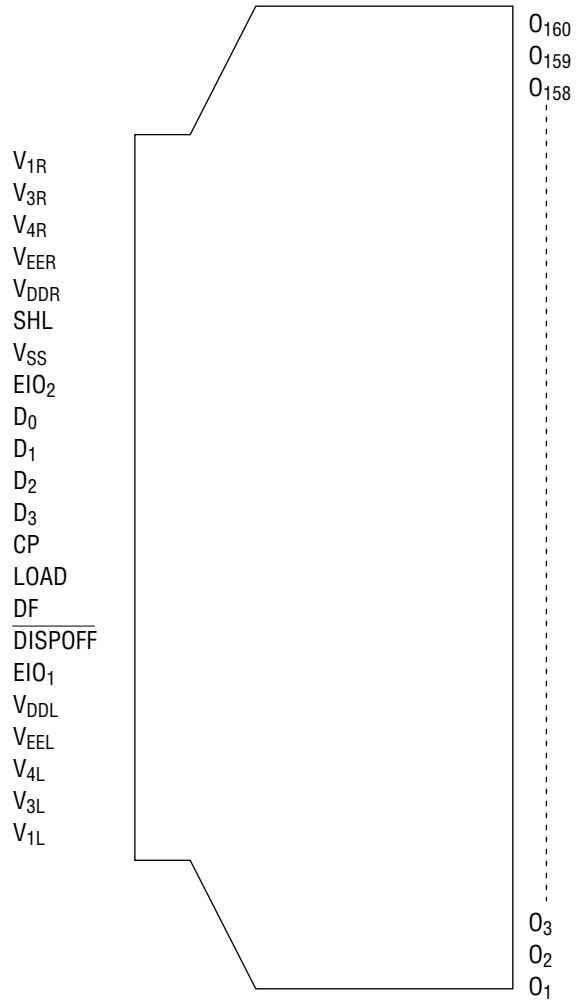 O₁₆₀
O₁₅₉
O₁₅₈
V₁R
V₃R
V₄R
VEER
VDDR
SHL
VSS
EIO₂
D₀
D₁
D₂
D₃
CP
LOAD
DF
D̅I̅S̅P̅O̅F̅F̅
EIO₁
VDDL
VEEL
V₄L
V₃L
V₁L
O₃
O₂
O₁